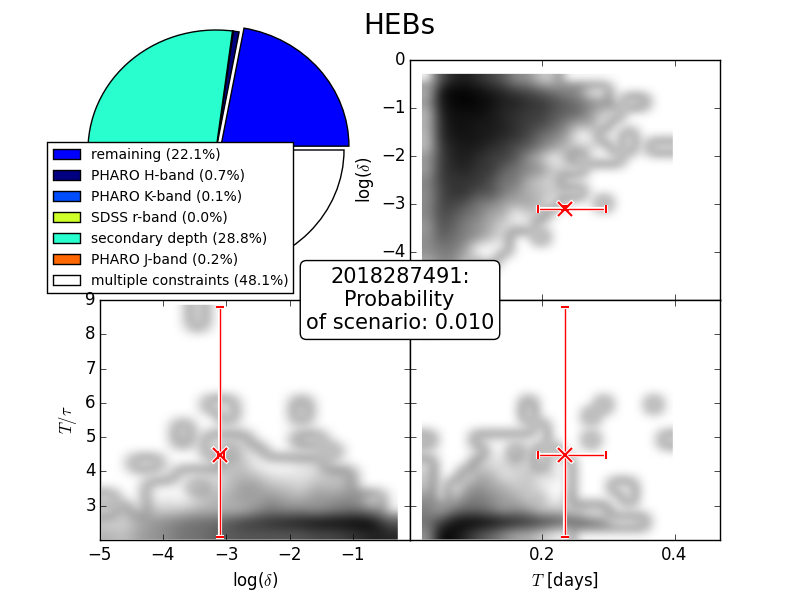 HEBs
remaining (22.1%)
PHARO H-band (0.7%)
PHARO K-band (0.1%)
SDSS r-band (0.0%)
secondary depth (28.8%)
PHARO J-band (0.2%)
multiple constraints (48.1%)
0
−1
−2
−3
−4
log(δ)
2018287491:
Probability
of scenario: 0.010
9
8
7
6
5
4
3
T/τ
−5 −4 −3 −2 −1
log(δ)
0.2 0.4
T [days]